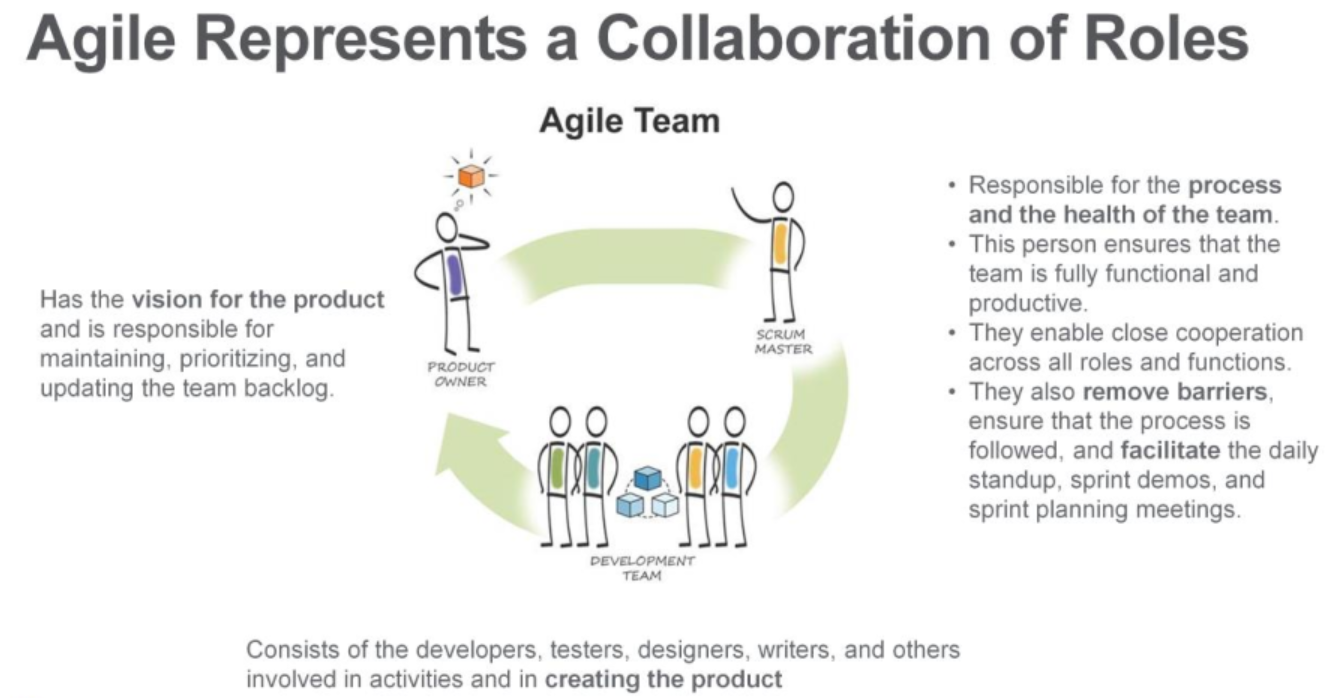 Agile Represents a Collaboration of Roles
Agile Team
Has the vision for the product
and is responsible for
maintaining, prioritizing, and
updating the team backlog.
PRODUCT
OWNER
SCRUM
MASTER
• Responsible for the process
and the health of the team.
• This person ensures that the
team is fully functional and
productive.
• They enable close cooperation
across all roles and functions.
• They also remove barriers,
ensure that the process is
followed, and facilitate the daily
standup, sprint demos, and
sprint planning meetings.
DEVELOPMENT
TEAM
Consists of the developers, testers, designers, writers, and others
involved in activities and in creating the product